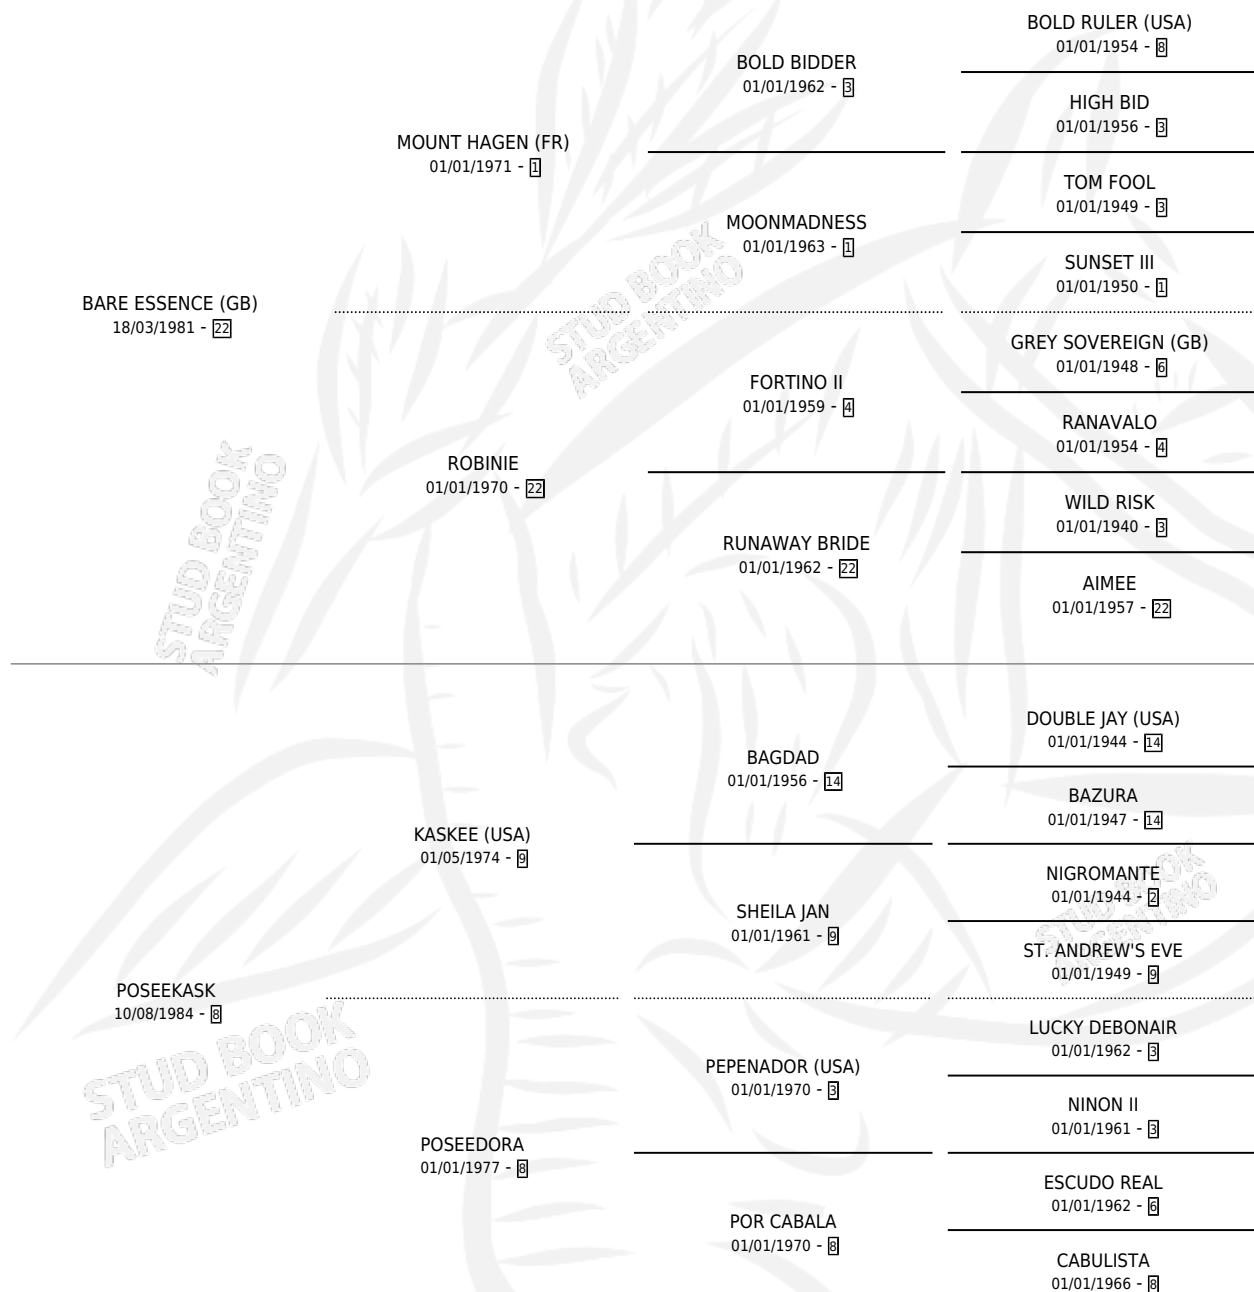 BOLD RULER (USA)
01/01/1954 - 8
BOLD BIDDER
01/01/1962 - 3
HIGH BID
01/01/1956 - 3
MOUNT HAGEN (FR)
01/01/1971 - 1
TOM FOOL
01/01/1949 - 3
MOONMADNESS
01/01/1963 - 1
SUNSET III
01/01/1950 - 1
BARE ESSENCE (GB)
18/03/1981 - 22
STUD BOOK
ARGENTINO
GREY SOVEREIGN (GB)
01/01/1948 - 6
FORTINO II
01/01/1959 - 4
RANAVALO
01/01/1954 - 4
ROBINIE
01/01/1970 - 22
WILD RISK
01/01/1940 - 3
RUNAWAY BRIDE
01/01/1962 - 22
AIMEE
01/01/1957 - 22
STUD BOOK
ARGENTINO
DOUBLE JAY (USA)
01/01/1944 - 14
BAGDAD
01/01/1956 - 14
BAZURA
01/01/1947 - 14
KASKEE (USA)
01/05/1974 - 9
NIGROMANTE
01/01/1944 - 2
SHEILA JAN
01/01/1961 - 9
STUD BOOK
ARGENTINO
ST. ANDREW'S EVE
01/01/1949 - 9
POSEEKASK
10/08/1984 - 8
LUCKY DEBONAIR
01/01/1962 - 3
PEPENADOR (USA)
01/01/1970 - 3
STUD BOOK
ARGENTINO
NINON II
01/01/1961 - 3
POSEEDORA
01/01/1977 - 8
ESCUDO REAL
01/01/1962 - 6
POR CABALA
01/01/1970 - 8
CABULISTA
01/01/1966 - 8